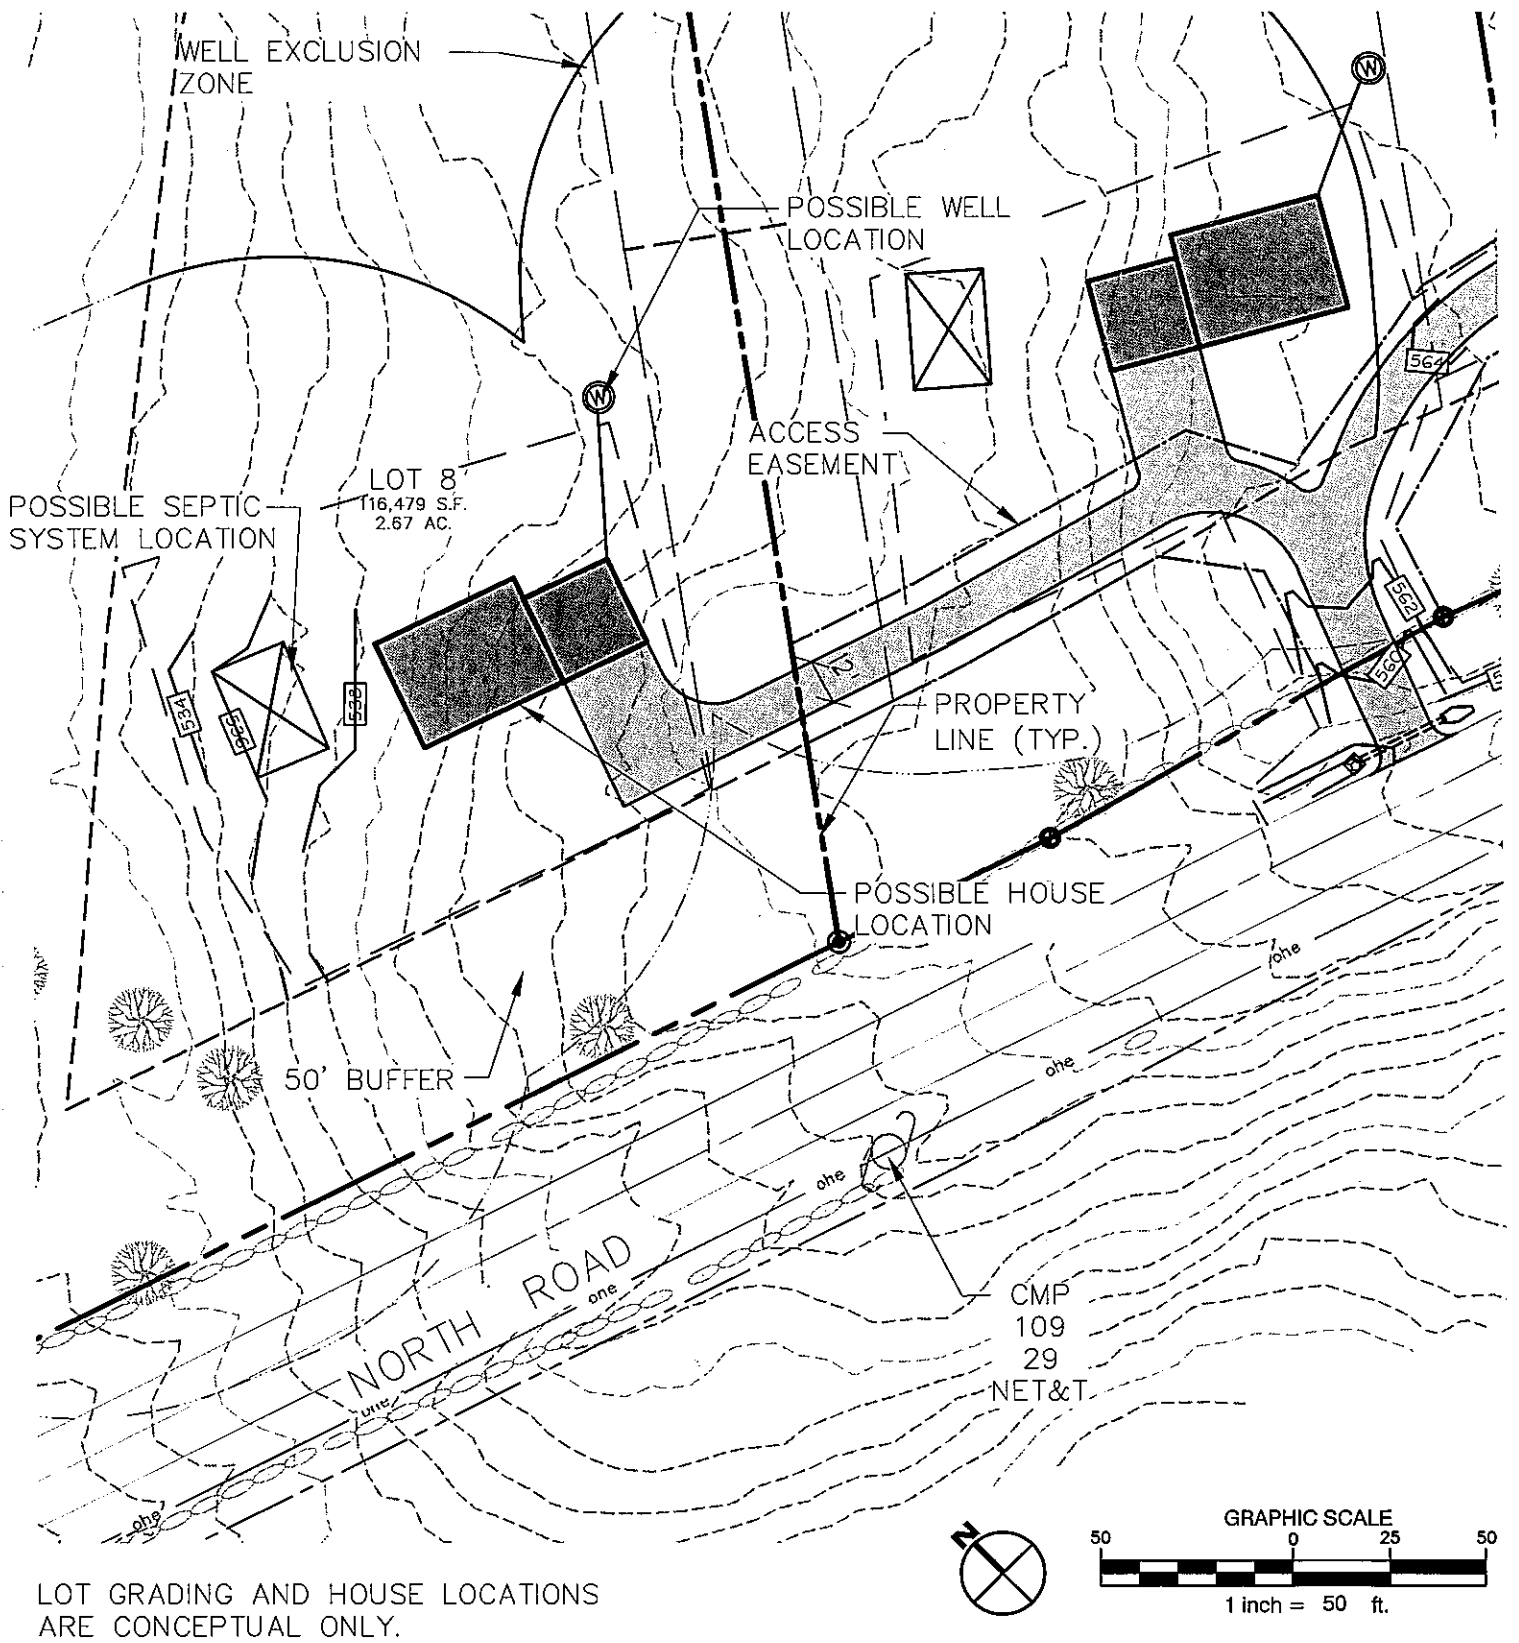 WELL EXCLUSION
ZONE
W
POSSIBLE WELL
LOCATION
W
564
ACCESS
EASEMENT
LOT 8
116,479 S.F.
2.67 AC.
POSSIBLE SEPTIC
SYSTEM LOCATION
562
560
534
536
538
12'
PROPERTY
LINE (TYP.)
POSSIBLE HOUSE
LOCATION
ohe
50' BUFFER
ohe
ohe
CMP
109
29
NET&T
NORTH ROAD
ohe
ohe
ohe
N
GRAPHIC SCALE
50 0 25 50
1 inch = 50 ft.
LOT GRADING AND HOUSE LOCATIONS
ARE CONCEPTUAL ONLY.